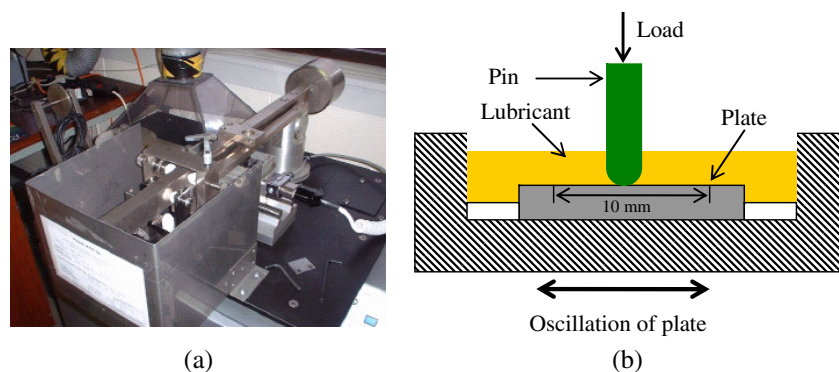 Load
Pin
Lubricant
Plate
10 mm
Oscillation of plate
(a)
(b)